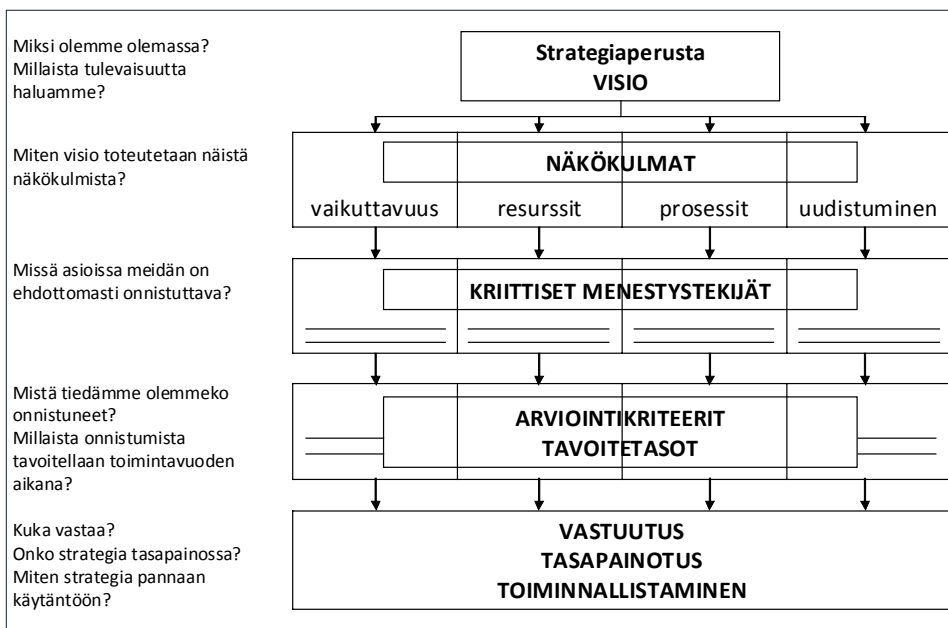 Miksi olemme olemassa?
Millaista tulevaisuutta
haluamme?
Strategiaperusta
VISIO
Miten visio toteutetaan näistä
näkökulmista?
NÄKÖKULMAT
vaikuttavuus
resurssit
prosessit
uudistuminen
Missä asioissa meidän on
ehdottomasti onnistuttava?
KRIITTISET MENESTYSTEKIJÄT
Mistä tiedämme olemmeko
onnistuneet?
Millaista onnistumista
tavoitellaan toimintavuoden
aikana?
ARVIOINTIKRITEERIT
TAVOITETASOT
Kuka vastaa?
Onko strategia tasapainossa?
Miten strategia pannaan
käytäntöön?
VASTUUTUS
TASAPAINOTUS
TOIMINNALLISTAMINEN